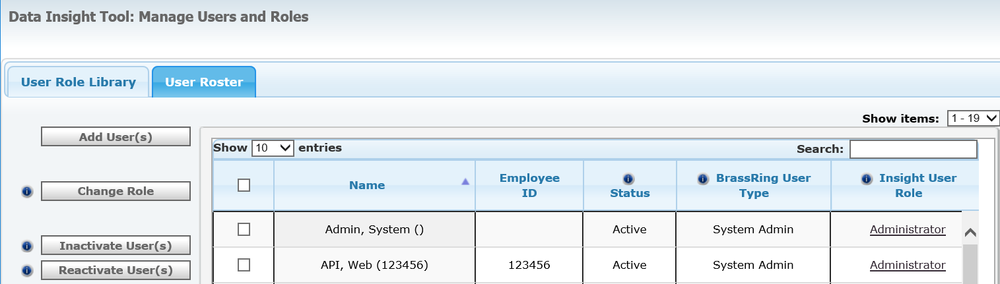 Data Insight Tool: Manage Users and Roles
User Role Library
User Roster
Show items: 1 - 19
Add User(s)
Change Role
Inactivate User(s)
Reactivate User(s)
Show 10 entries
Search:
Name
Employee ID
Status
BrassRing User Type
Insight User Role
Admin, System () Active System Admin Administrator
API, Web (123456) 123456 Active System Admin Administrator